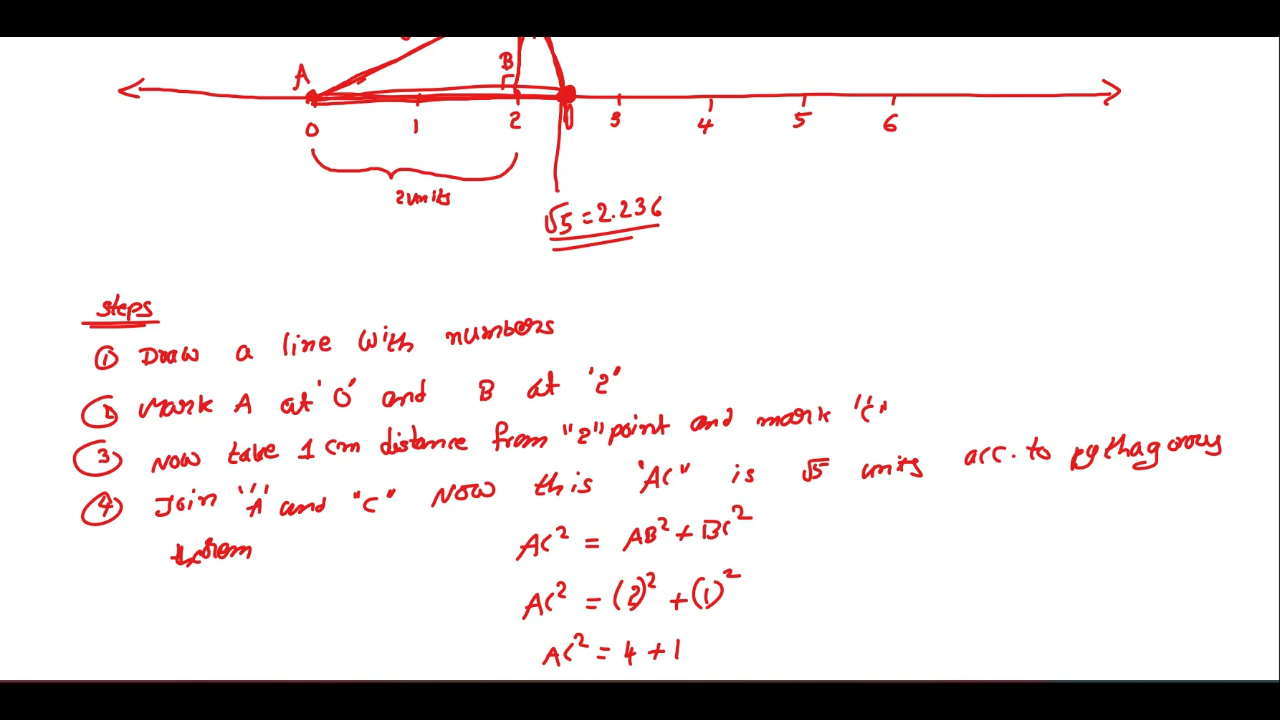 A B
0 1 2 3 4 5 6
2units
√5 = 2.236
steps
① Draw a line with numbers
② Mark A at '0' and B at '2'
③ Now take 1 cm distance from "2" point and mark "C"
④ Join "A" and "C" Now this "AC" is √5 units acc. to
AC² = AB² + BC²
AC² = (2)² + (1)²
AC² = 4 + 1